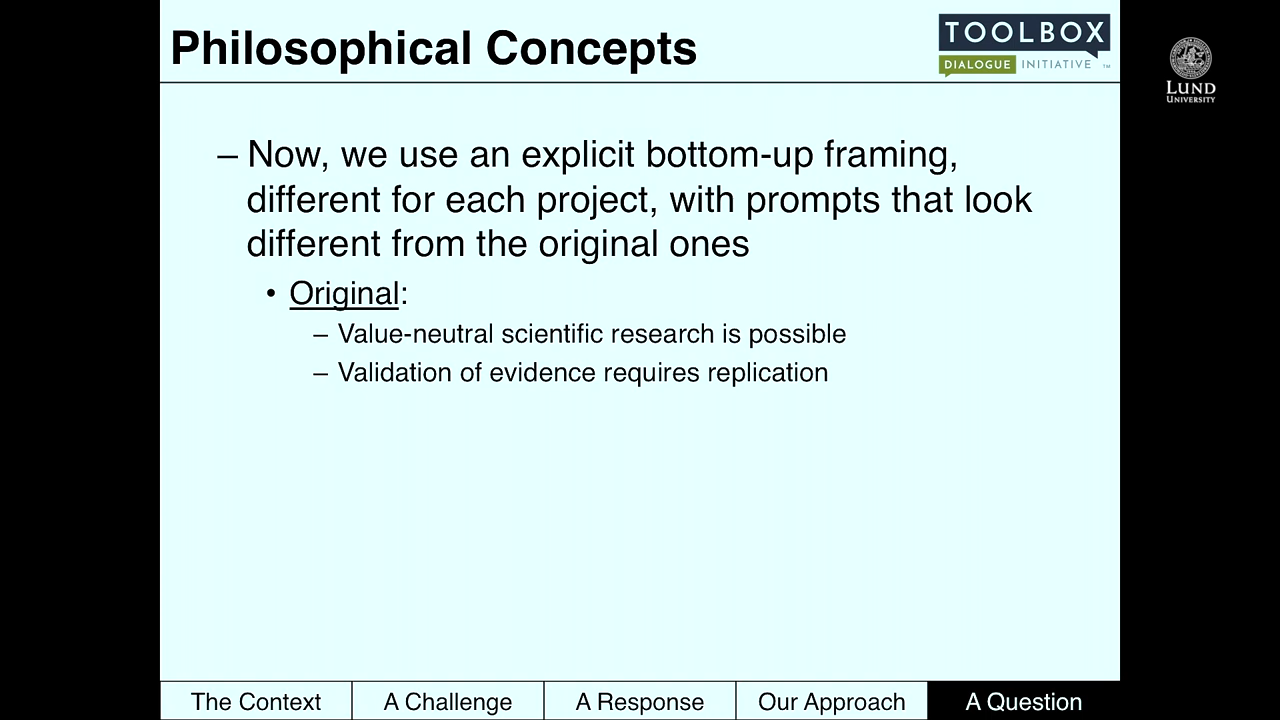 Philosophical Concepts
TOOLBOX
DIALOGUE INITIATIVE ™
LUND
UNIVERSITY
– Now, we use an explicit bottom-up framing,
different for each project, with prompts that look
different from the original ones
• Original:
– Value-neutral scientific research is possible
– Validation of evidence requires replication
The Context
A Challenge
A Response
Our Approach
A Question